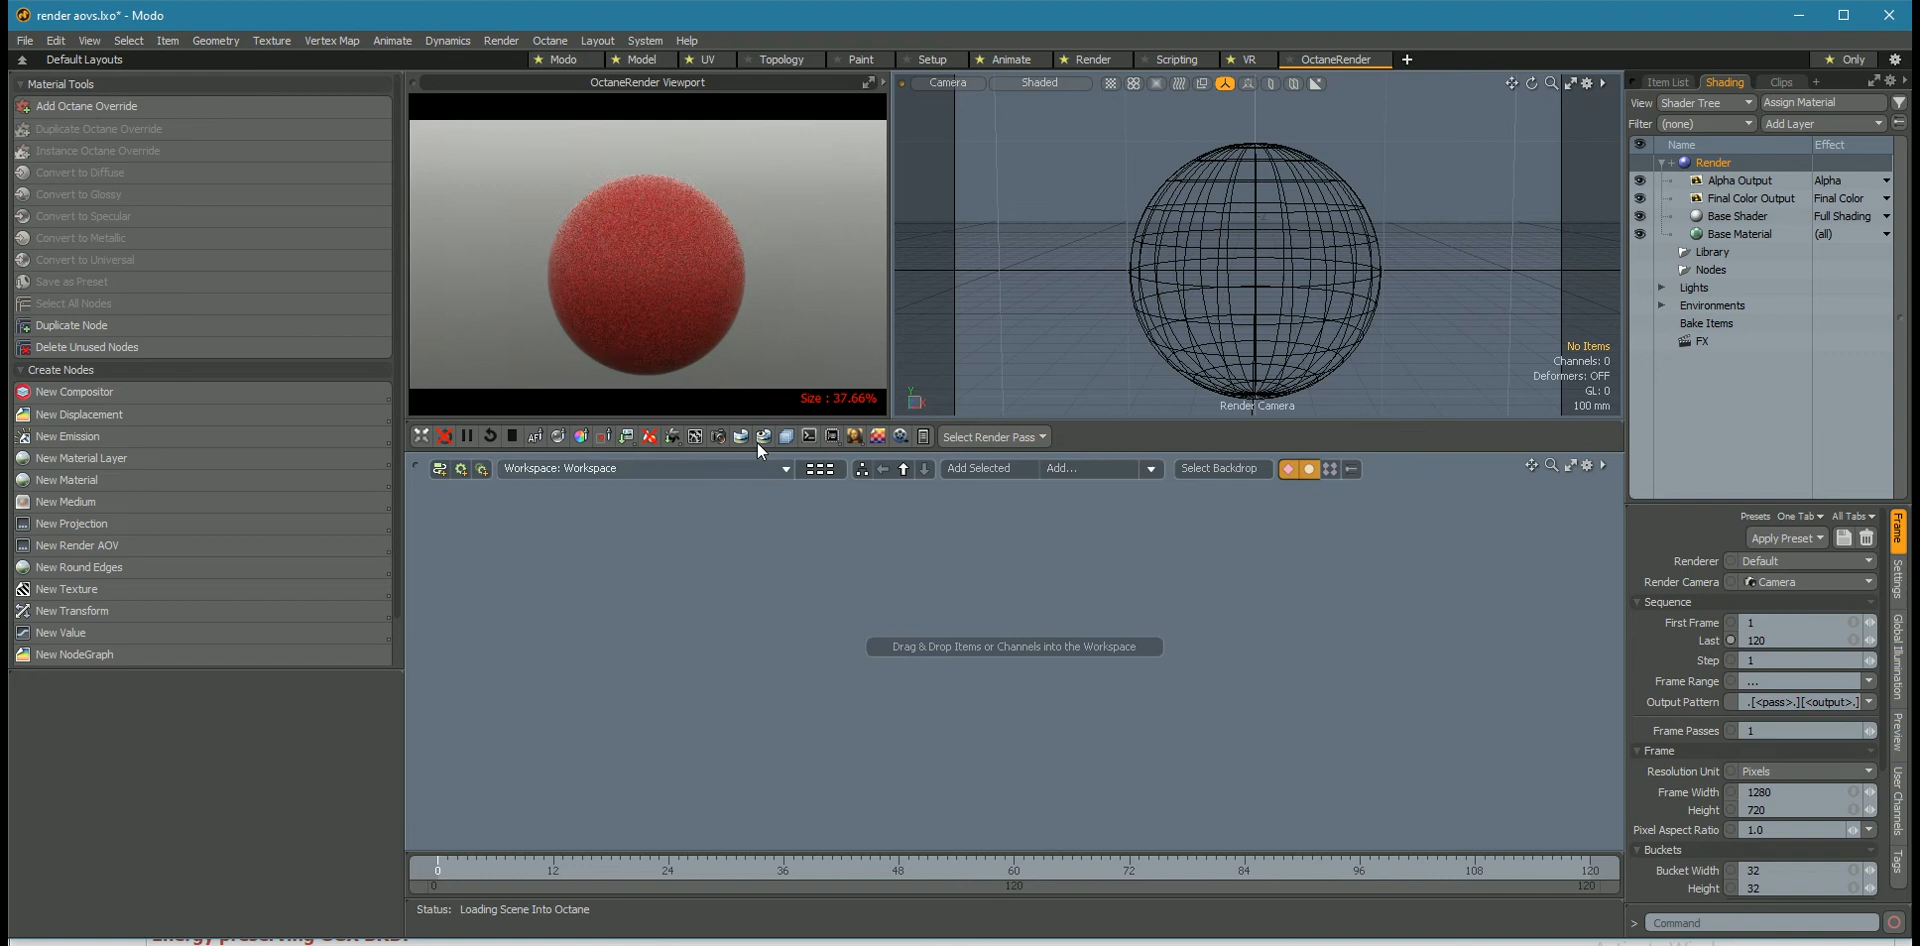 render aovs.lxo* - Modo
File Edit View Select Item Geometry Texture Vertex Map Animate Dynamics Render Octane Layout System Help
Default Layouts Modo Model UV Topology Paint Setup Animate Render Scripting VR OctaneRender + Only
Material Tools
Add Octane Override
Duplicate Octane Override
Instance Octane Override
Convert to Diffuse
Convert to Glossy
Convert to Specular
Convert to Metallic
Convert to Universal
Save as Preset
Select All Nodes
Duplicate Node
Delete Unused Nodes
Create Nodes
New Compositor
New Displacement
New Emission
New Material Layer
New Material
New Medium
New Projection
New Render AOV
New Round Edges
New Texture
New Transform
New Value
New NodeGraph
OctaneRender Viewport
Size : 37.66%
Camera Shaded
No Items
Channels: 0
Deformers: OFF
GL: 0
100 mm
Render Camera
Y
Select Render Pass
Workspace: Workspace Add Selected Add... Select Backdrop
Drag & Drop Items or Channels into the Workspace
0 12 24 36 48 60 72 84 96 108 120
0 120 120
Status: Loading Scene Into Octane
Item List Shading Clips +
View Shader Tree Assign Material
Filter (none) Add Layer
Name Effect
Render
Alpha Output Alpha
Final Color Output Final Color
Base Shader Full Shading
Base Material (all)
Library
Nodes
Lights
Environments
Bake Items
FX
Presets One Tab All Tabs
Apply Preset
Renderer Default
Render Camera Camera
Sequence
First Frame 1
Last 120
Step 1
Frame Range ...
Output Pattern .[<pass>.][<output>.]
Frame Passes 1
Frame
Resolution Unit Pixels
Frame Width 1280
Height 720
Pixel Aspect Ratio 1.0
Buckets
Bucket Width 32
Height 32
Frame
Settings
Global Illumination
Preview
User Channels
Tags
> Command